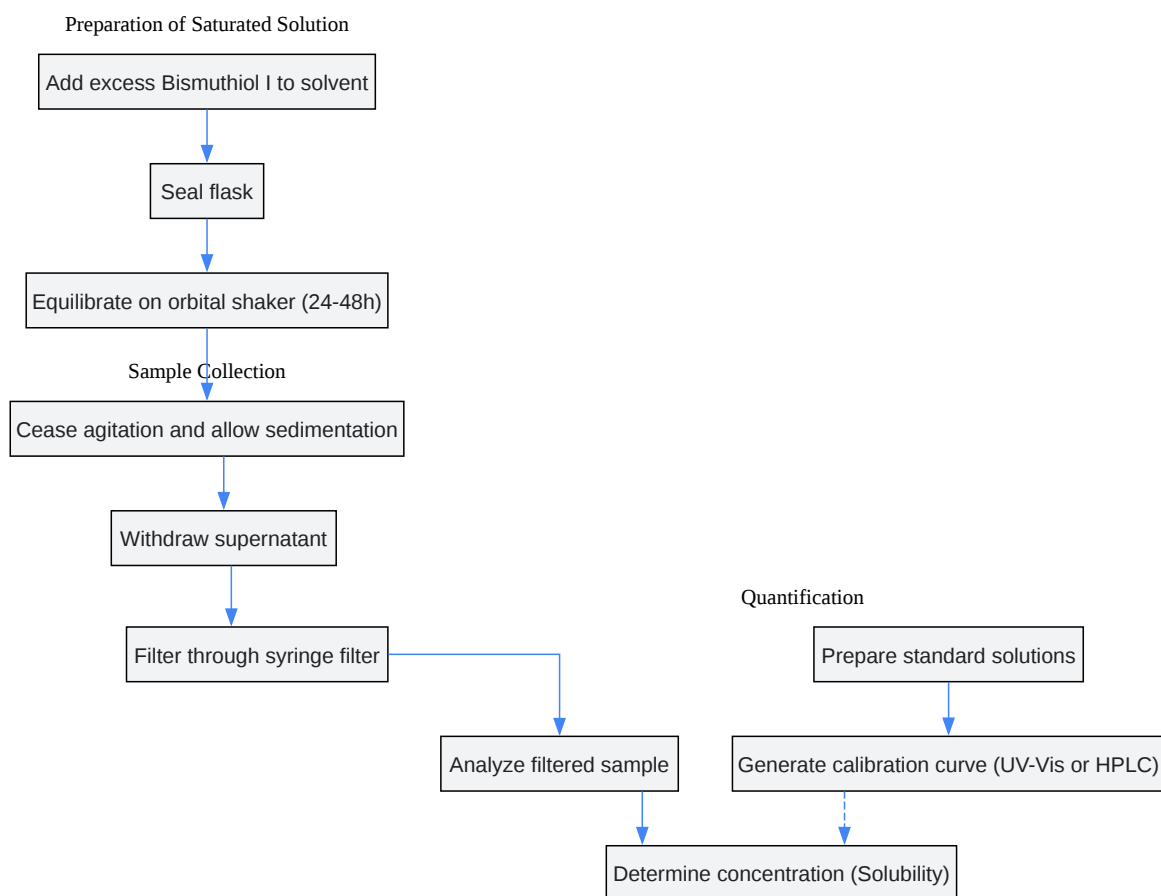 Preparation of Saturated Solution
Add excess Bismuthiol I to solvent
Seal flask
Equilibrate on orbital shaker (24-48h)
Sample Collection
Cease agitation and allow sedimentation
Withdraw supernatant
Filter through syringe filter
Quantification
Prepare standard solutions
Analyze filtered sample
Generate calibration curve (UV-Vis or HPLC)
Determine concentration (Solubility)